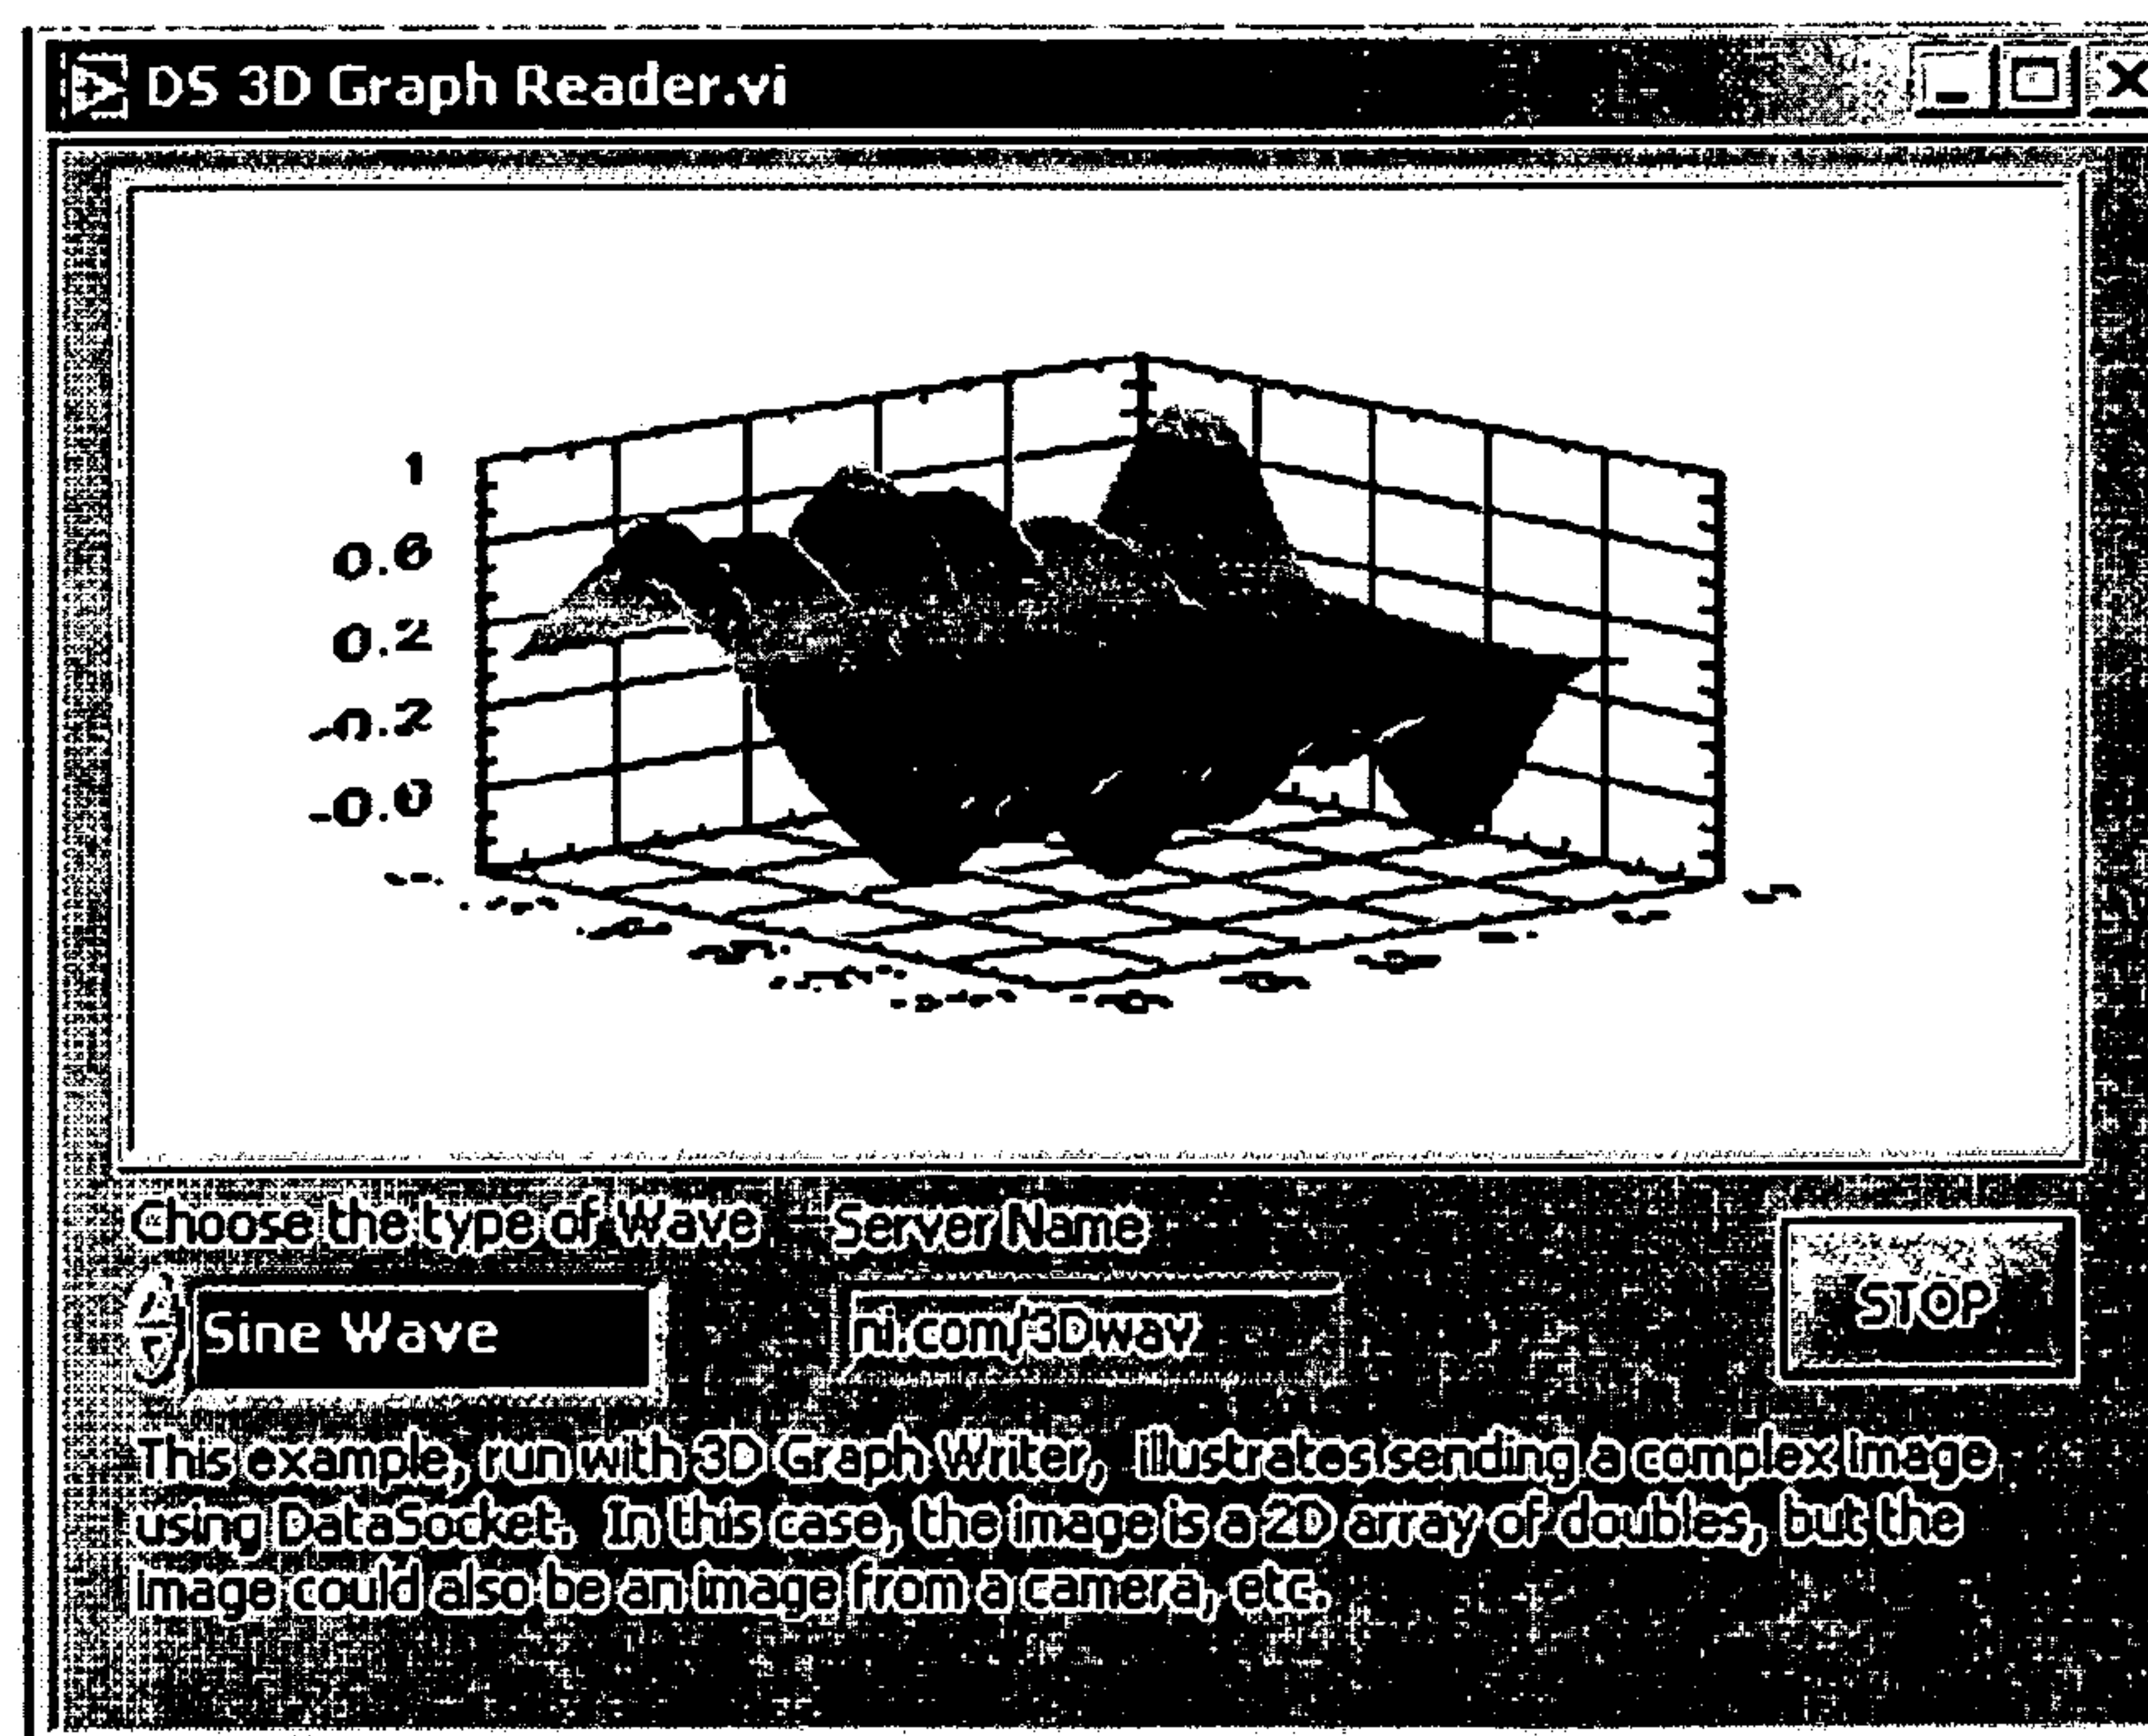 DS 3D Graph Reader.vi
1
0.6
0.2
-0.2
Choose the type of Wave
Server Name
Sine Wave
ni.com/3Dwav
STOP
This example, run with 3D Graph Writer, illustrates sending a complex image
using DataSocket. In this case, the image is a 2D array of doubles, but the
image could also be an image from a camera, etc.